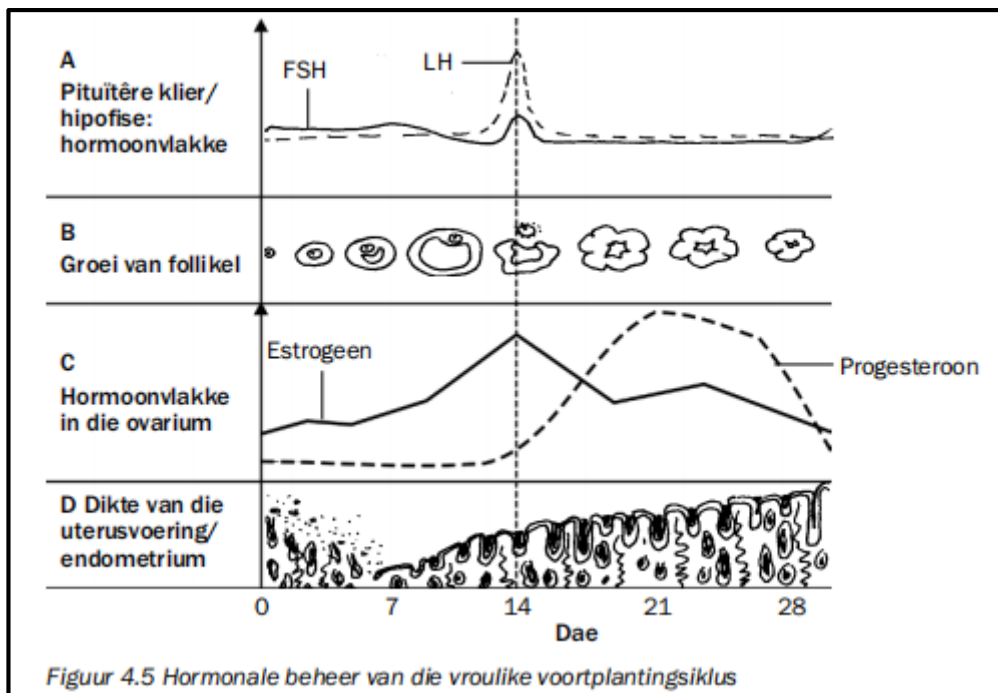 A
Pituïtêre klier/
hipofise:
hormoonvlakke
FSH
LH
B
Groei van follikel
C
Hormoonvlakke
in die ovarium
Estrogeen
Progesteroon
D Dikte van die
uterusvoering/
endometrium
0 7 14 21 28
Dae
Figuur 4.5 Hormonale beheer van die vroulike voortplantingsiklus